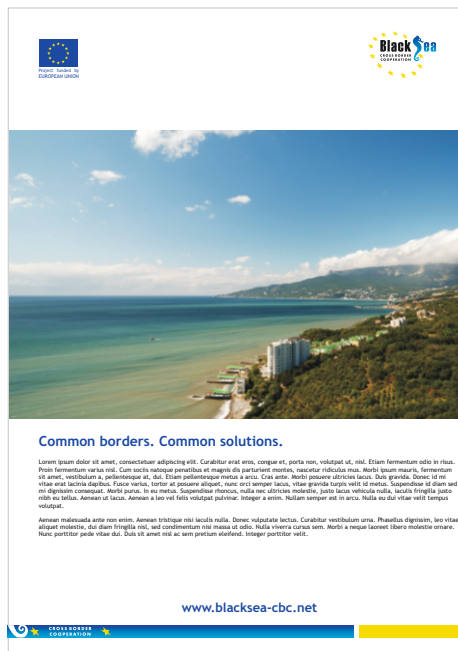 Project funded by
EUROPEAN UNION
Black Sea
CROSS BORDER
COOPERATION
Common borders. Common solutions.
Lorem ipsum dolor sit amet, consectetuer adipiscing elit. Curabitur erat eros, congue et, porta non, volutpat ut, nisl. Etiam fermentum odio in risus.
Proin fermentum varius nisl. Cum sociis natoque penatibus et magnis dis parturient montes, nascetur ridiculus mus. Morbi ipsum mauris, fermentum
sit amet, vestibulum a, pellentesque at, dui. Etiam pellentesque metus a arcu. Cras ante. Morbi posuere ultricies lacus. Duis gravida. Donec id mi
vitae erat lacinia dapibus. Fusce varius, tortor at posuere aliquet, nunc orci semper lacus, vitae gravida turpis velit id metus. Suspendisse id diam sed
mi dignissim consequat. Morbi purus. In eu metus. Suspendisse rhoncus, nulla nec ultricies molestie, justo lacus vehicula nulla, iaculis fringilla justo
nibh eu tellus. Aenean ut lacus. Aenean a leo vel felis volutpat pulvinar. Integer a enim. Nullam semper est in arcu. Nulla eu dui vitae velit tempus
volutpat.
Aenean malesuada ante non enim. Aenean tristique nisi iaculis nulla. Donec vulputate lectus. Curabitur vestibulum urna. Phasellus dignissim, leo vitae
aliquet molestie, dui diam fringilla nisl, sed condimentum nisi massa ut odio. Nulla viverra cursus sem. Morbi a neque laoreet libero molestie ornare.
Nunc porttitor pede vitae dui. Duis sit amet nisl ac sem pretium eleifend. Integer porttitor velit.
www.blacksea-cbc.net
CROSS BORDER
COOPERATION